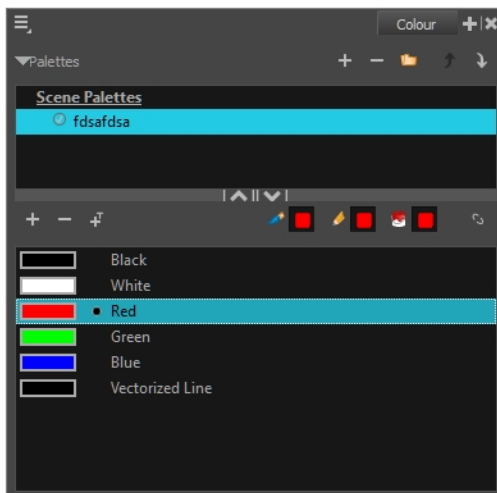 Colour
Palettes
Scene Palettes
fdsafdsa
Black
White
Red
Green
Blue
Vectorized Line